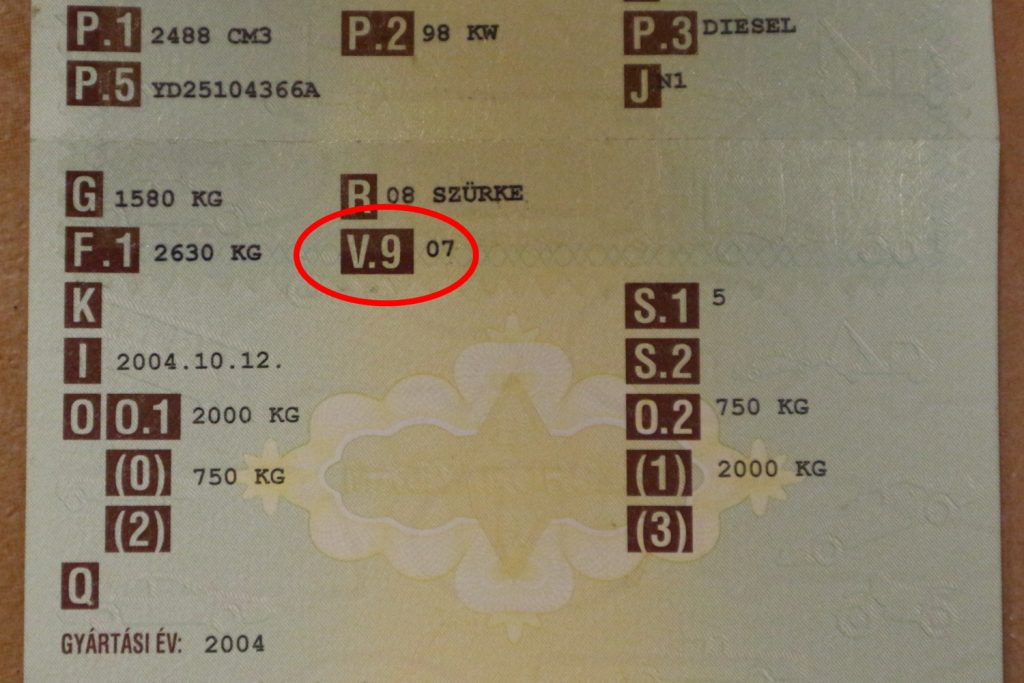 P.1 2488 CM3 P.2 98 KW P.3 DIESEL
P.5 YD25104366A J N1
G 1580 KG R 08 SZÜRKE
F.1 2630 KG V.9 07
K S.1 5
I 2004.10.12. S.2
O O.1 2000 KG O.2 750 KG
(0) 750 KG (1) 2000 KG
(2) (3)
Q
GYÁRTÁSI ÉV: 2004